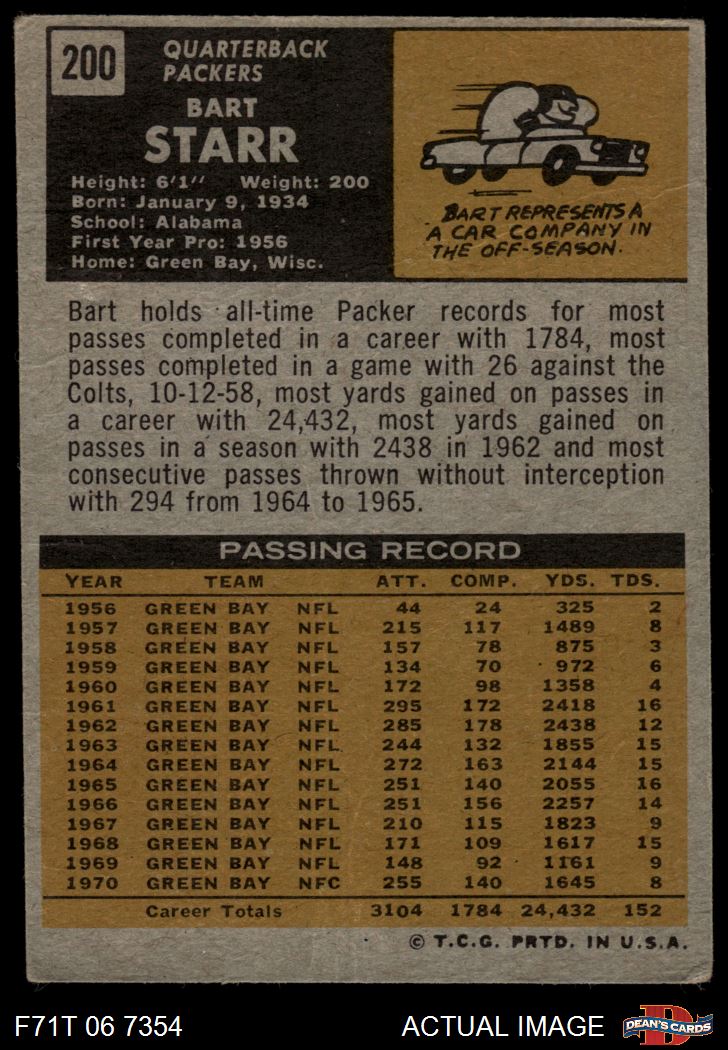 200
QUARTERBACK
PACKERS
BART
STARR
Height: 6'1" Weight: 200
Born: January 9, 1934
School: Alabama
First Year Pro: 1956
Home: Green Bay, Wisc.
BART REPRESENTS A
A CAR COMPANY IN
THE OFF-SEASON.
Bart holds all-time Packer records for most
passes completed in a career with 1784, most
passes completed in a game with 26 against the
Colts, 10-12-58, most yards gained on passes in
a career with 24,432, most yards gained on
passes in a season with 2438 in 1962 and most
consecutive passes thrown without interception
with 294 from 1964 to 1965.
PASSING RECORD
YEAR TEAM ATT. COMP. YDS. TDS.
1956 GREEN BAY NFL 44 24 325 2
1957 GREEN BAY NFL 215 117 1489 8
1958 GREEN BAY NFL 157 78 875 3
1959 GREEN BAY NFL 134 70 972 6
1960 GREEN BAY NFL 172 98 1358 4
1961 GREEN BAY NFL 295 172 2418 16
1962 GREEN BAY NFL 285 178 2438 12
1963 GREEN BAY NFL 244 132 1855 15
1964 GREEN BAY NFL 272 163 2144 15
1965 GREEN BAY NFL 251 140 2055 16
1966 GREEN BAY NFL 251 156 2257 14
1967 GREEN BAY NFL 210 115 1823 9
1968 GREEN BAY NFL 171 109 1617 15
1969 GREEN BAY NFL 148 92 1161 9
1970 GREEN BAY NFC 255 140 1645 8
Career Totals 3104 1784 24,432 152
© T.C.G. PRTD. IN U.S.A.
F71T 06 7354 ACTUAL IMAGE D DEAN'S CARDS